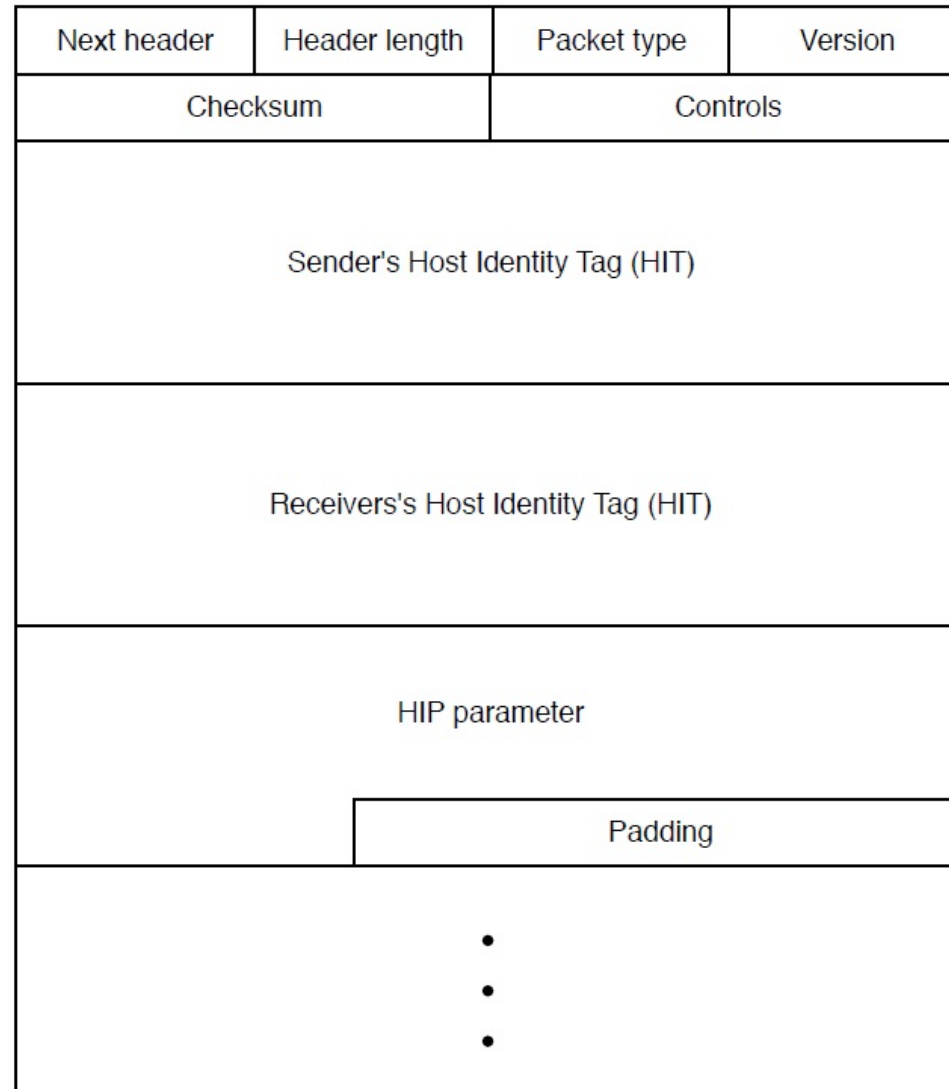 Next header Header length Packet type Version
Checksum Controls
Sender's Host Identity Tag (HIT)
Receivers's Host Identity Tag (HIT)
HIP parameter
Padding